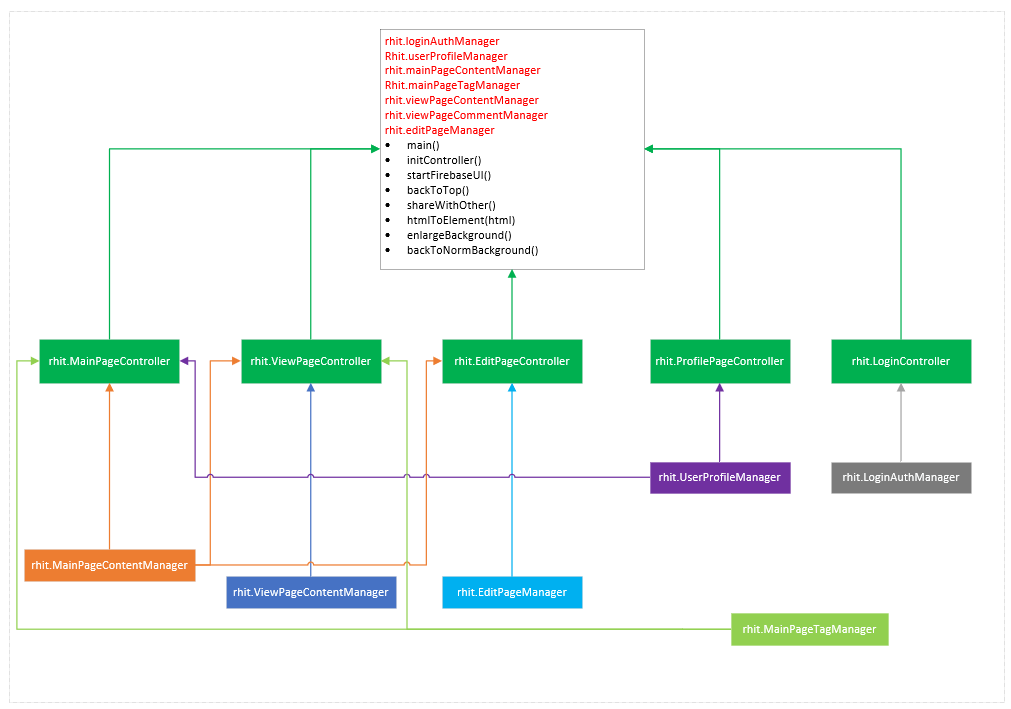 rhit.loginAuthManager
Rhit.userProfileManager
rhit.mainPageContentManager
Rhit.mainPageTagManager
rhit.viewPageContentManager
rhit.viewPageCommentManager
rhit.editPageManager
• main()
• initController()
• startFirebaseUI()
• backToTop()
• shareWithOther()
• htmlToElement(html)
• enlargeBackground()
• backToNormBackground()
rhit.MainPageController
rhit.ViewPageController
rhit.EditPageController
rhit.ProfilePageController
rhit.LoginController
rhit.UserProfileManager
rhit.LoginAuthManager
rhit.MainPageContentManager
rhit.ViewPageContentManager
rhit.EditPageManager
rhit.MainPageTagManager